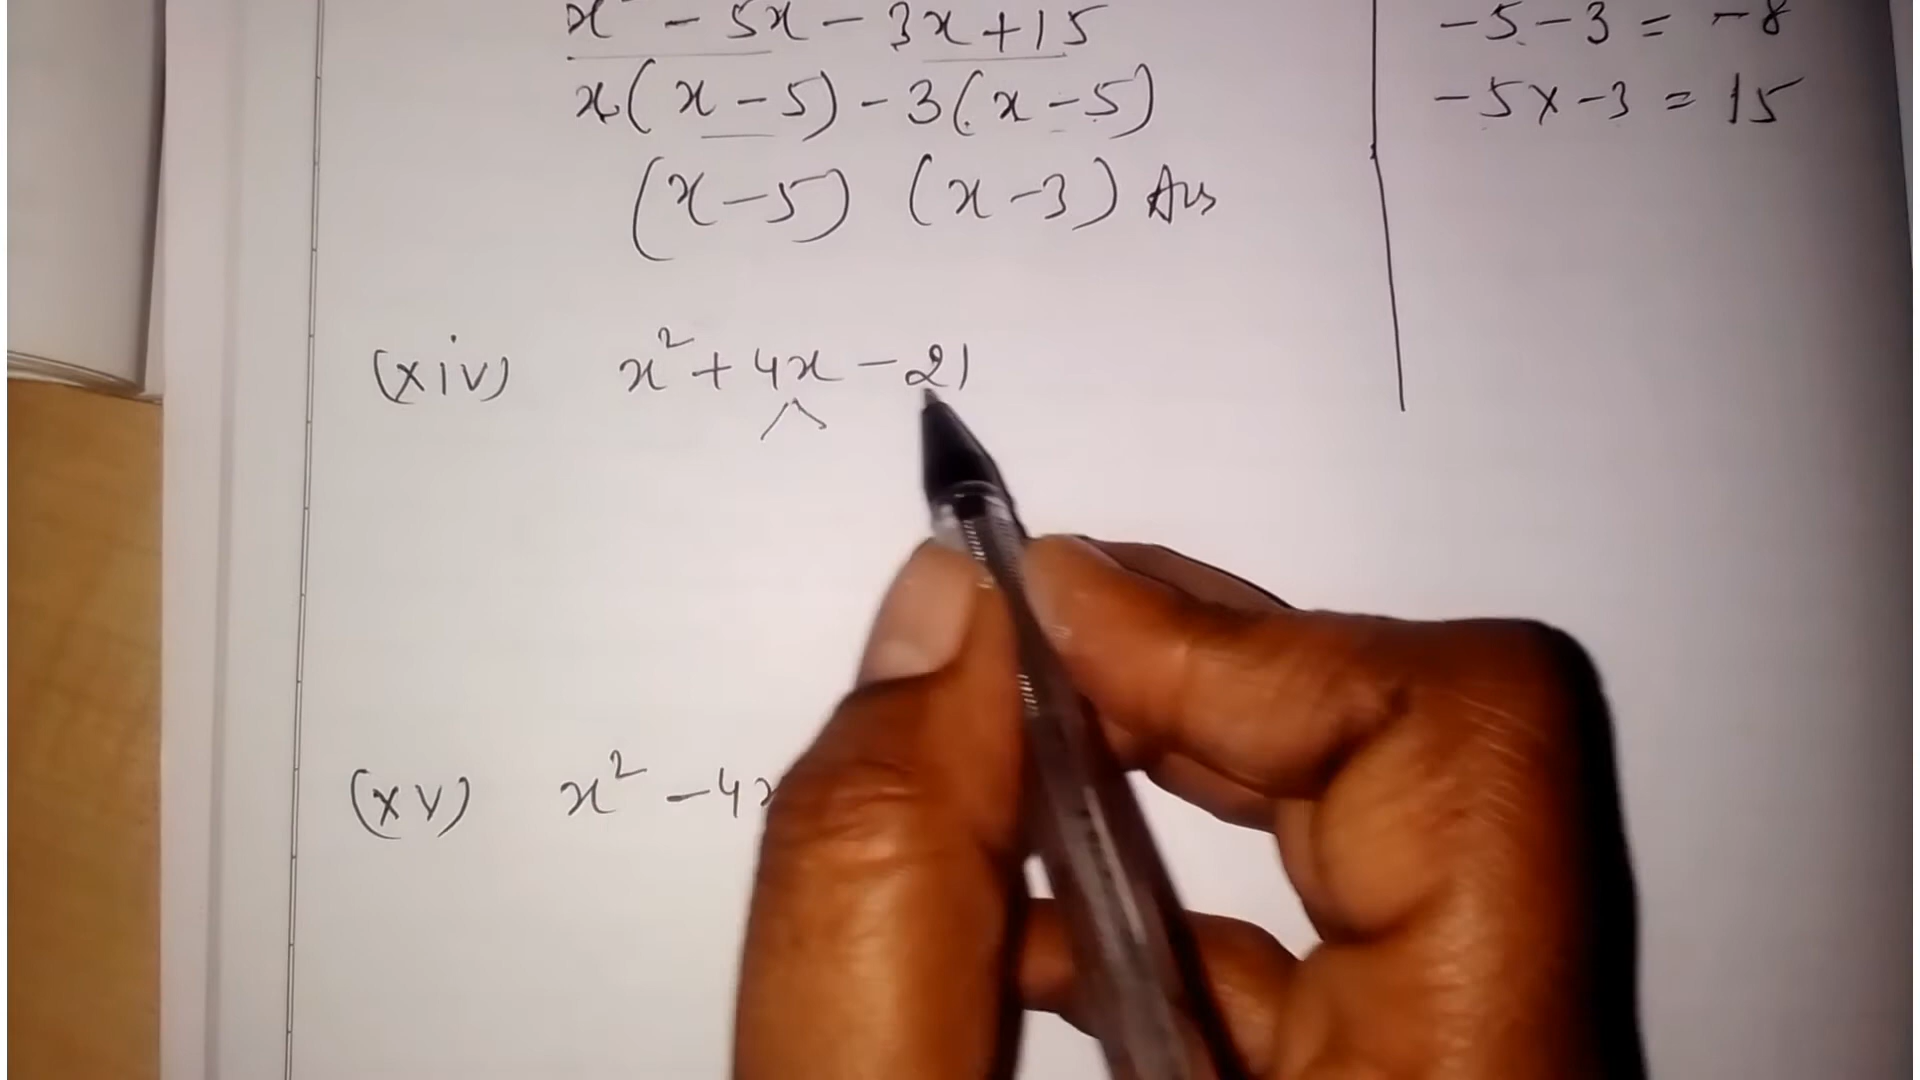 x² - 5x - 3x + 15
x(x - 5) - 3(x - 5)
(x - 5) (x - 3) Ans
-5 - 3 = -8
-5 x -3 = 15
(xiv) x² + 4x - 21
(xv) x² - 4x